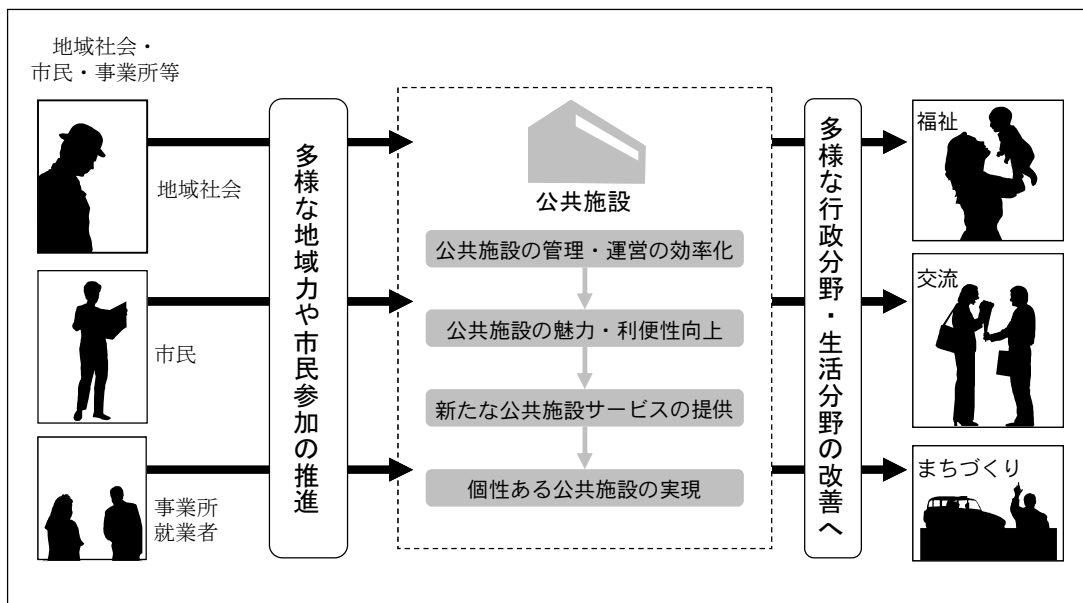 地域社会・
市民・事業所等
地域社会
市民
事業所
就業者
多様な地域力や市民参加の推進
公共施設
公共施設の管理・運営の効率化
公共施設の魅力・利便性向上
新たな公共施設サービスの提供
個性ある公共施設の実現
多様な行政分野・生活分野の改善へ
福祉
交流
まちづくり